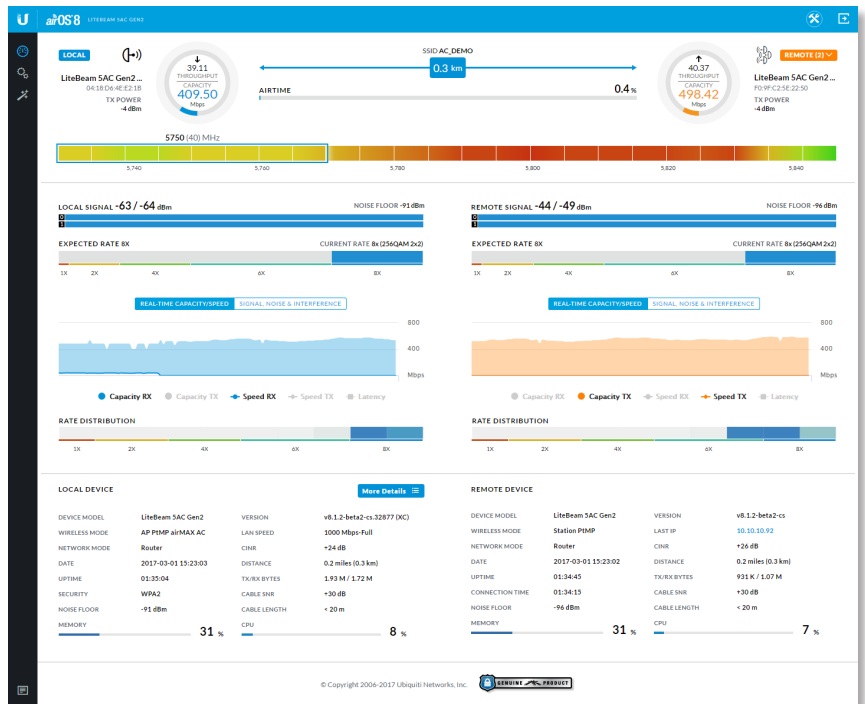 U airOS 8 LITEBEAM 5AC GEN2
LOCAL
LiteBeam 5AC Gen2...
04:18:D6:4E:E2:1B
TX POWER
-4 dBm
39.11
THROUGHPUT
CAPACITY
409.50
Mbps
SSID AC_DEMO
0.3 km
AIRTIME 0.4 %
40.37
THROUGHPUT
CAPACITY
498.42
Mbps
REMOTE (2)
LiteBeam 5AC Gen2...
F0:9F:C2:5E:22:50
TX POWER
-4 dBm
5750 (40) MHz
5,740 5,760 5,780 5,800 5,820 5,840
LOCAL SIGNAL -63 / -64 dBm NOISE FLOOR -91 dBm
0
1
EXPECTED RATE 8X CURRENT RATE 8x (256QAM 2x2)
1X 2X 4X 6X 8X
REAL-TIME CAPACITY/SPEED SIGNAL, NOISE & INTERFERENCE
800
400
Mbps
Capacity RX Capacity TX Speed RX Speed TX Latency
RATE DISTRIBUTION
1X 2X 4X 6X 8X
REMOTE SIGNAL -44 / -49 dBm NOISE FLOOR -96 dBm
0
1
EXPECTED RATE 8X CURRENT RATE 8x (256QAM 2x2)
1X 2X 4X 6X 8X
REAL-TIME CAPACITY/SPEED SIGNAL, NOISE & INTERFERENCE
800
400
Mbps
Capacity RX Capacity TX Speed RX Speed TX Latency
RATE DISTRIBUTION
1X 2X 4X 6X 8X
LOCAL DEVICE More Details
DEVICE MODEL LiteBeam 5AC Gen2 VERSION v8.1.2-beta2-cs.32877 (XC)
WIRELESS MODE AP PtMP airMAX AC LAN SPEED 1000 Mbps-Full
NETWORK MODE Router CINR +24 dB
DATE 2017-03-01 15:23:03 DISTANCE 0.2 miles (0.3 km)
UPTIME 01:35:04 TX/RX BYTES 1.93 M / 1.72 M
SECURITY WPA2 CABLE SNR +30 dB
NOISE FLOOR -91 dBm CABLE LENGTH < 20 m
MEMORY 31 % CPU 8 %
REMOTE DEVICE
DEVICE MODEL LiteBeam 5AC Gen2 VERSION v8.1.2-beta2-cs
WIRELESS MODE Station PtMP LAST IP 10.10.10.92
NETWORK MODE Router CINR +26 dB
DATE 2017-03-01 15:23:02 DISTANCE 0.2 miles (0.3 km)
UPTIME 01:34:45 TX/RX BYTES 931 K / 1.07 M
CONNECTION TIME 01:34:15 CABLE SNR +30 dB
NOISE FLOOR -96 dBm CABLE LENGTH < 20 m
MEMORY 31 % CPU 7 %
© Copyright 2006-2017 Ubiquiti Networks, Inc. GENUINE PRODUCT